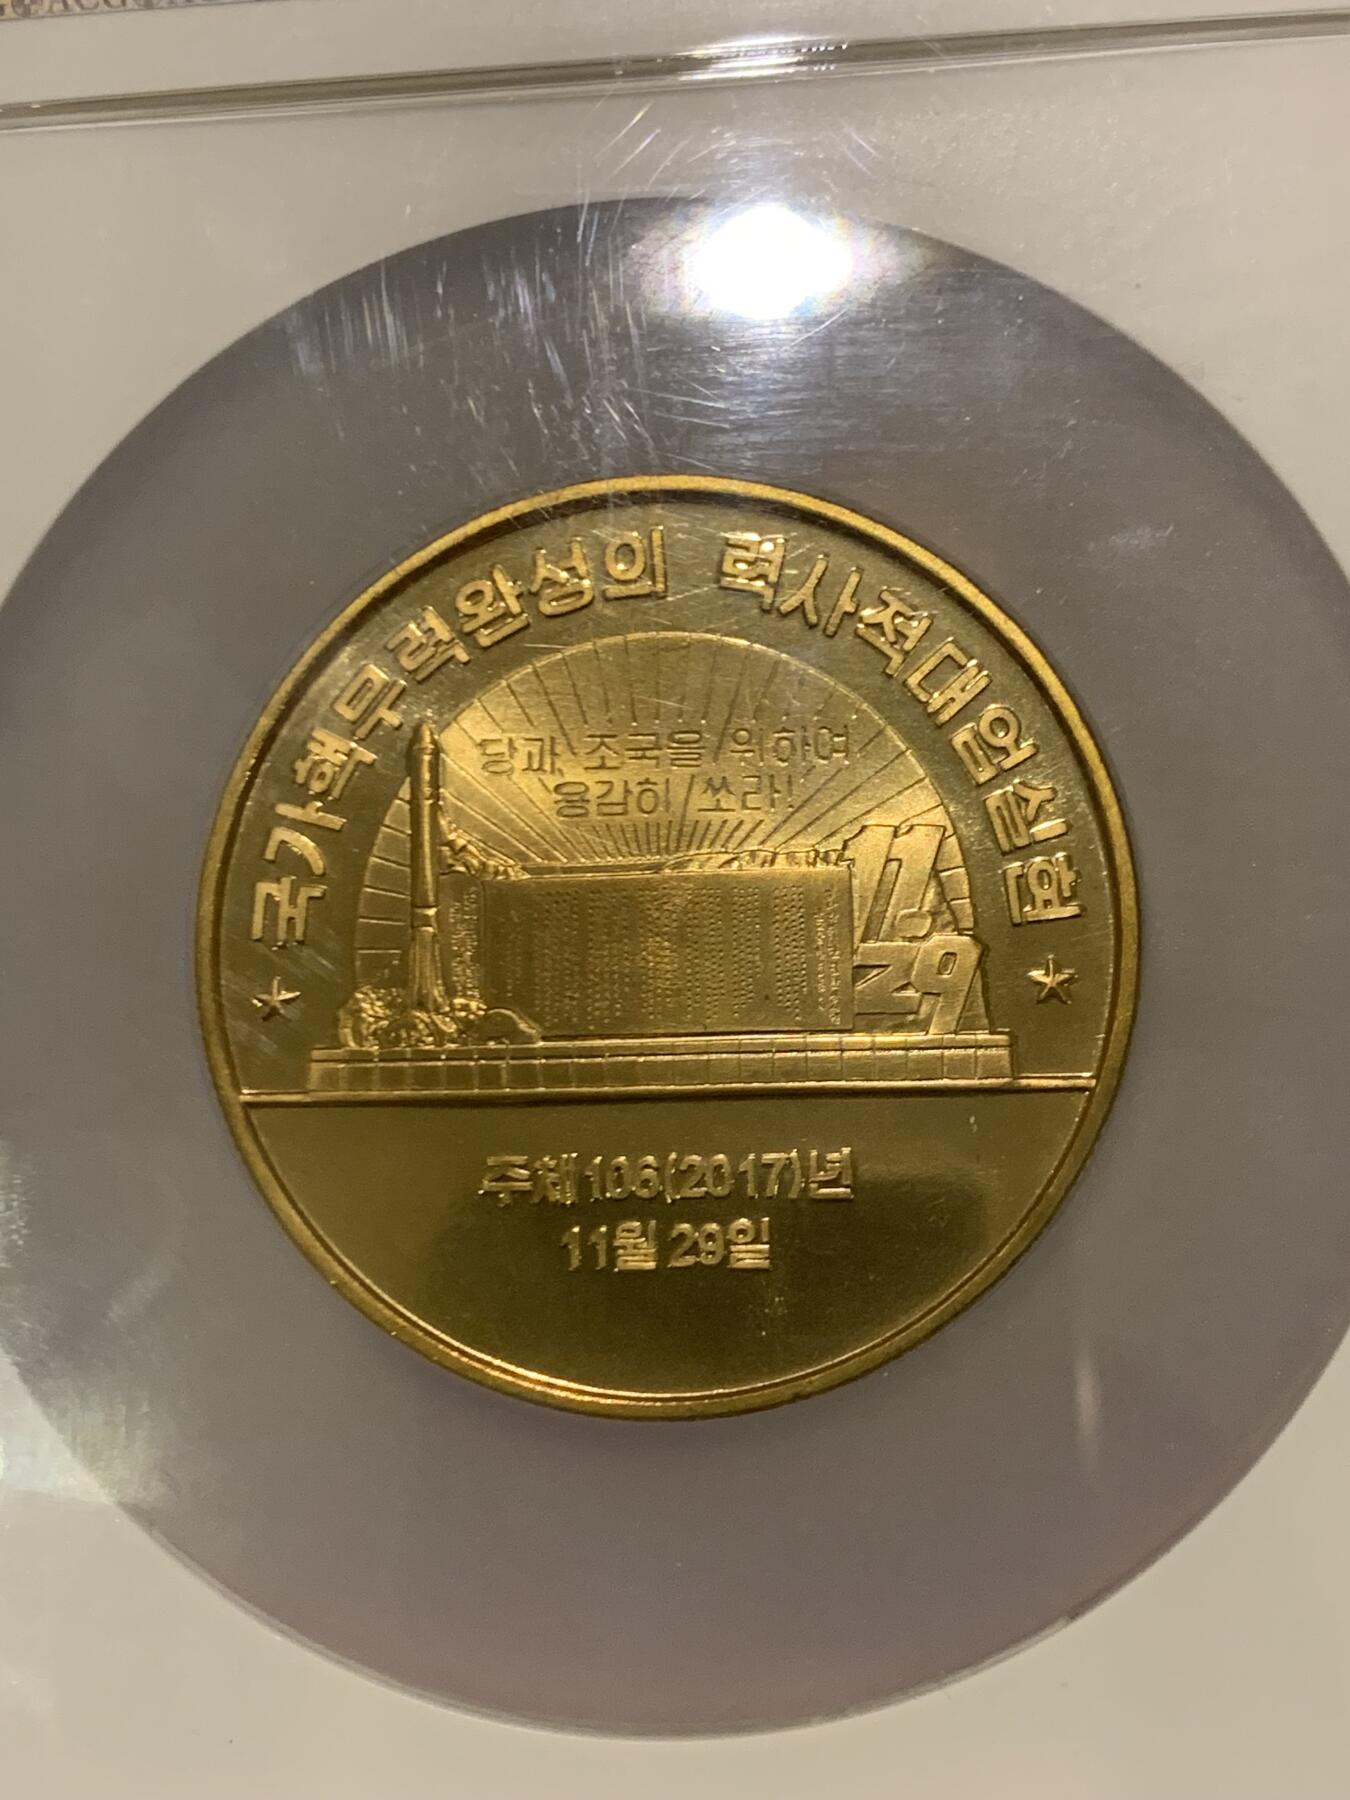 ACG
국가핵무력완성의 력사적대업실현
당과 조국을 위하여
용감히 쏘라!
11.
29
주체106(2017)년
11월 29일